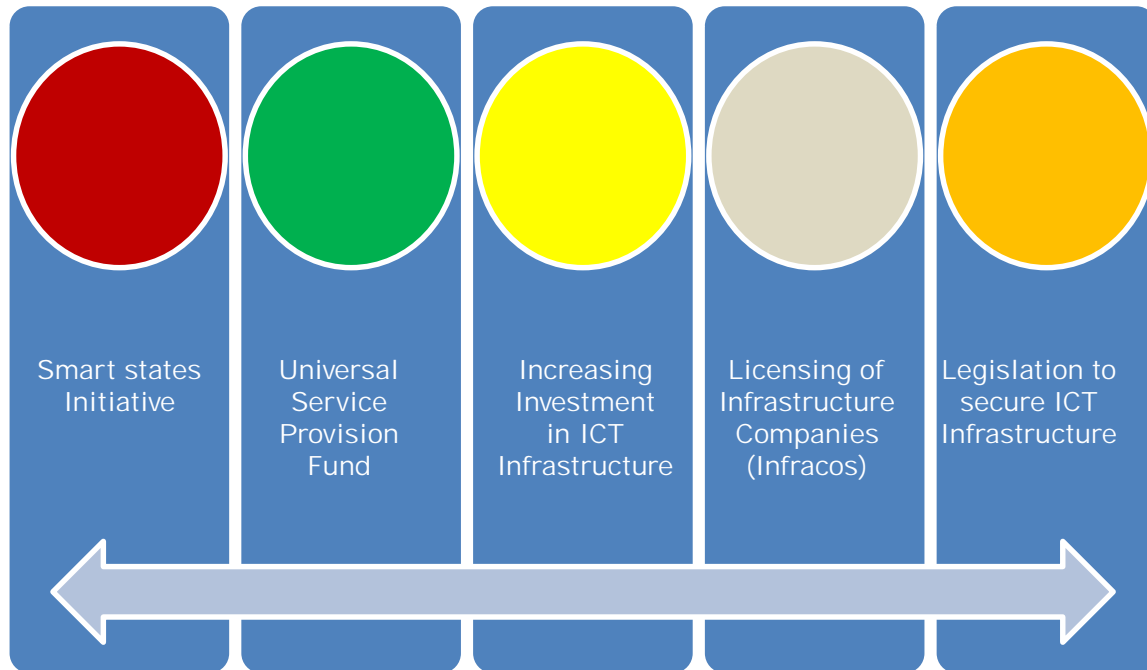 Smart states
Initiative
Universal
Service
Provision
Fund
Increasing
Investment
in ICT
Infrastructure
Licensing of
Infrastructure
Companies
(Infracos)
Legislation to
secure ICT
Infrastructure